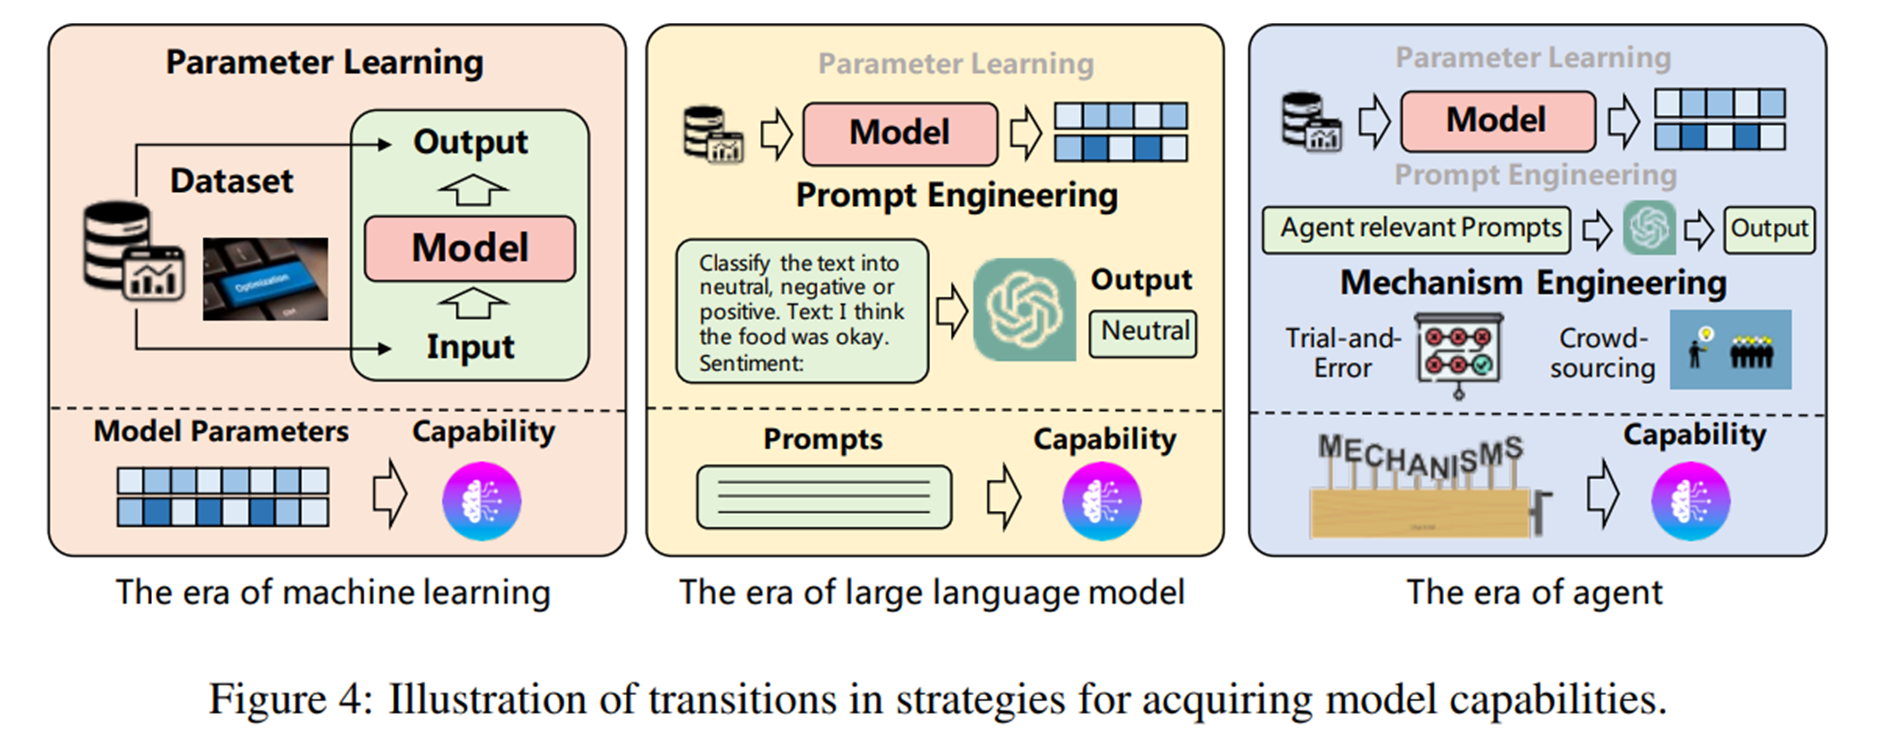 Parameter Learning
Output
Dataset
Model
Optimization
Ctrl
Input
Model Parameters
Capability
The era of machine learning
Parameter Learning
Model
Prompt Engineering
Classify the text into
neutral, negative or
positive. Text: I think
the food was okay.
Sentiment:
Output
Neutral
Prompts
Capability
The era of large language model
Parameter Learning
Model
Prompt Engineering
Agent relevant Prompts
Output
Mechanism Engineering
Trial-and-
Error
Crowd-
sourcing
MECHANISMS
Capability
The era of agent
Figure 4: Illustration of transitions in strategies for acquiring model capabilities.